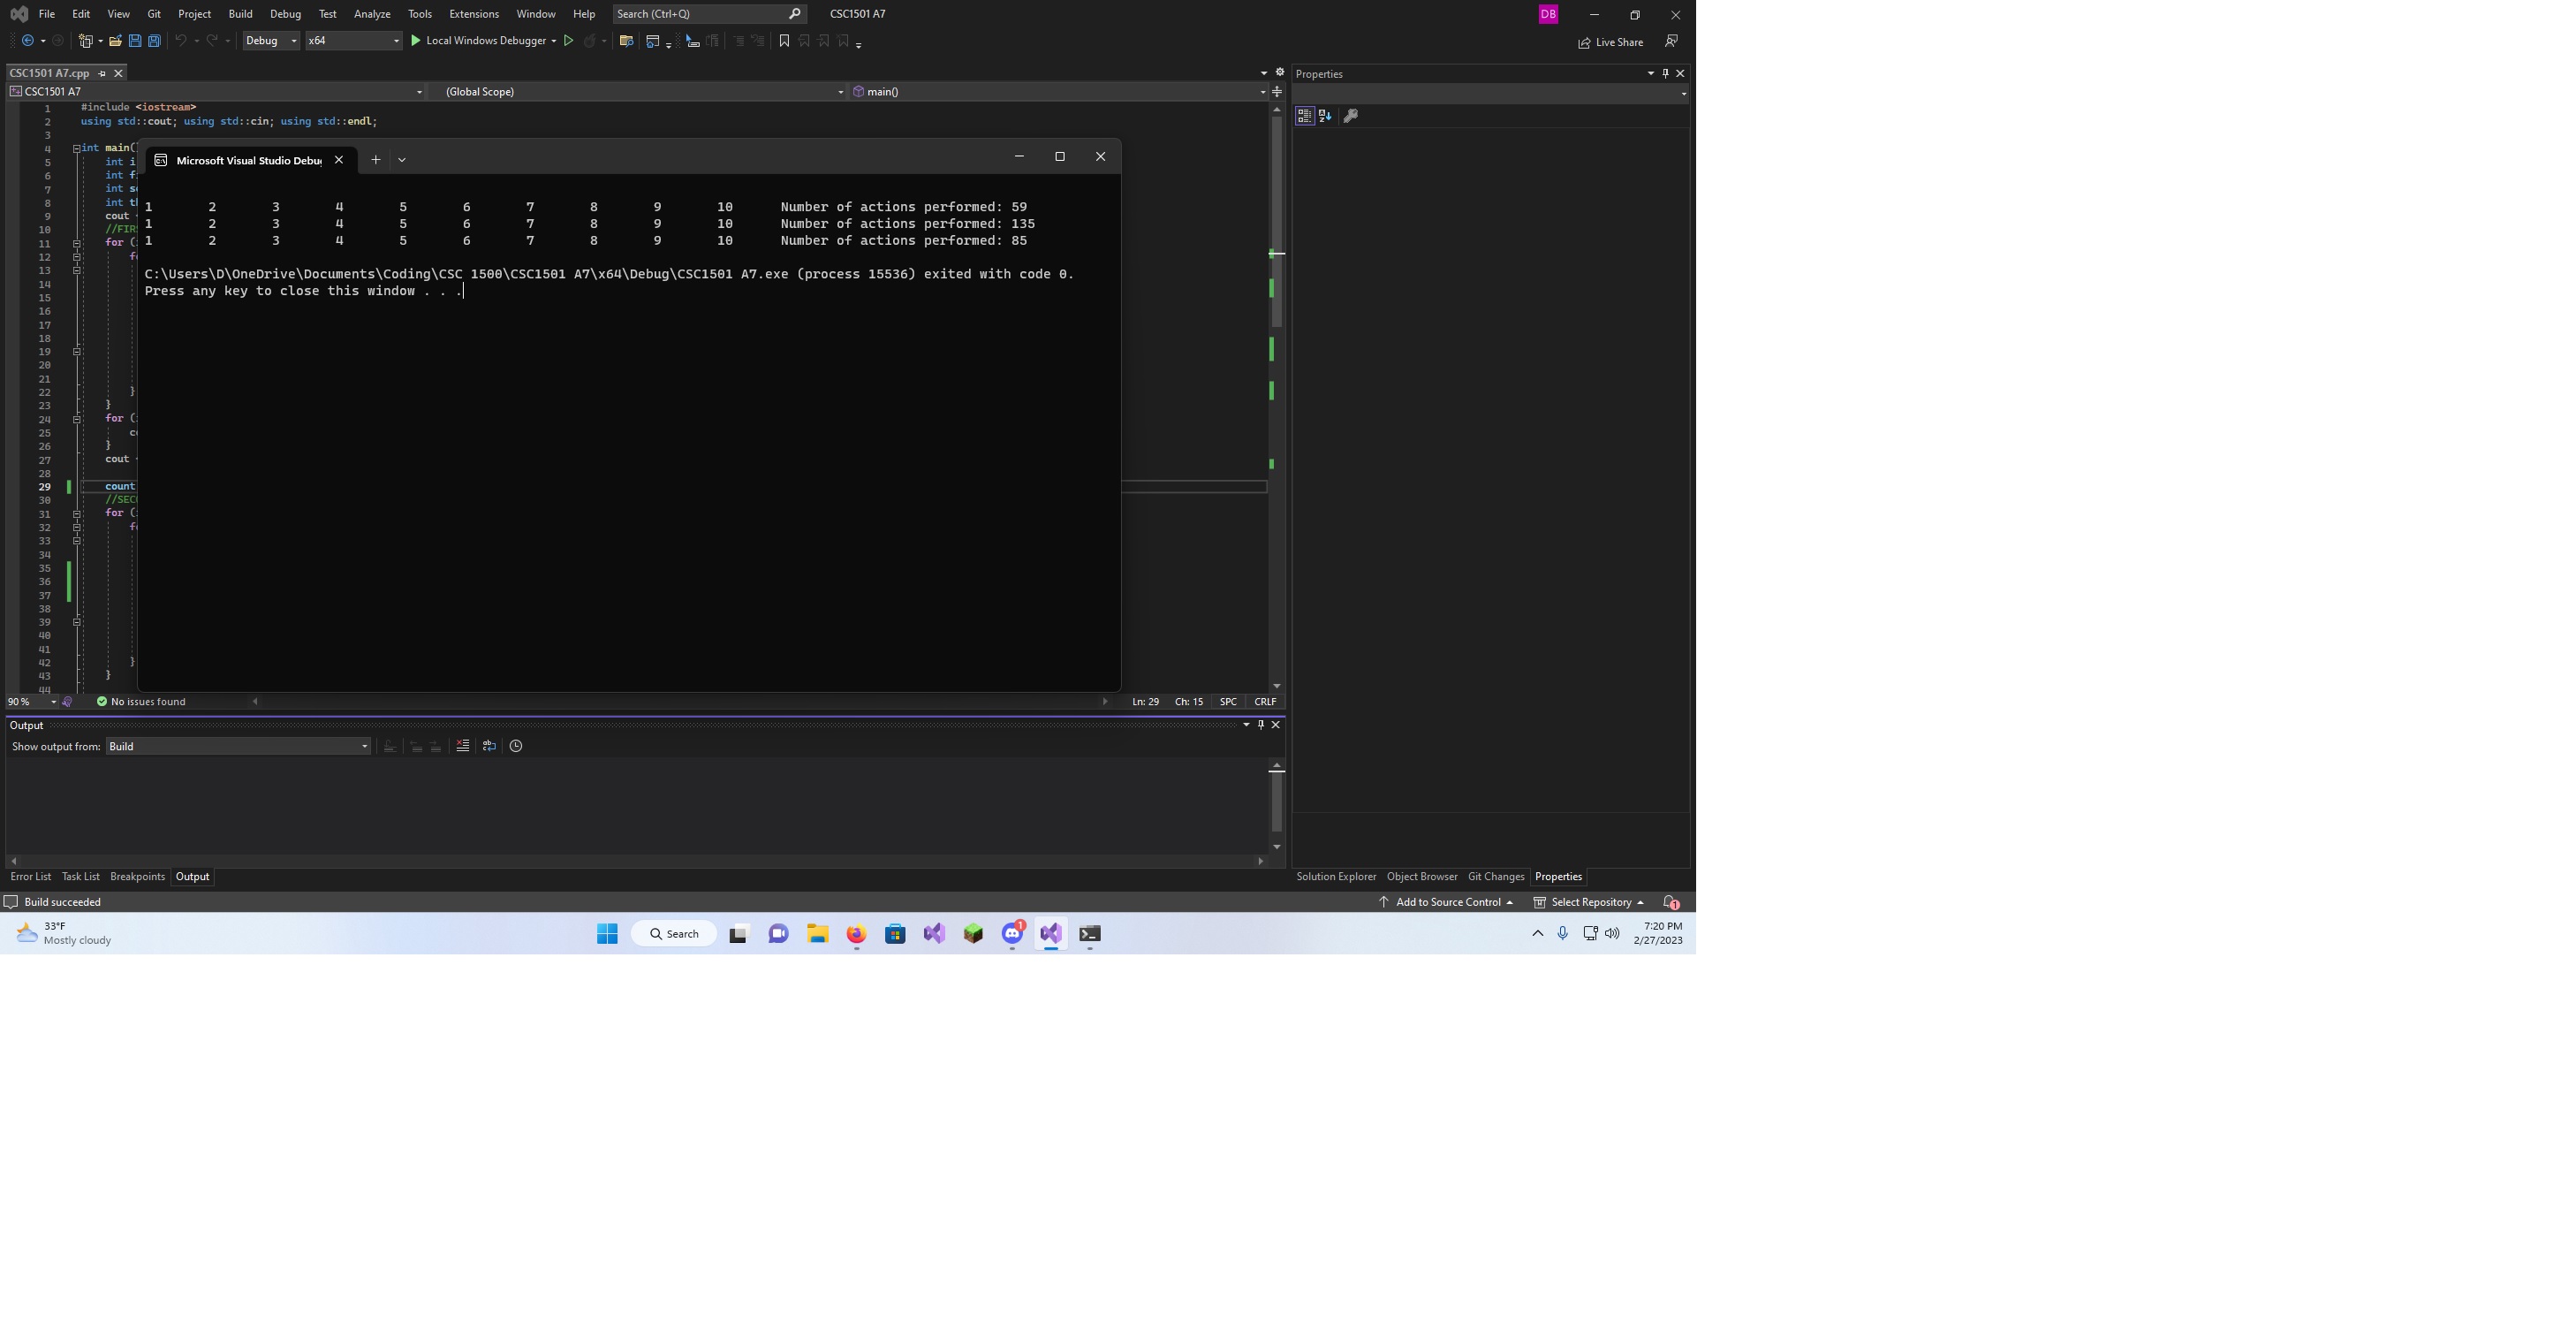 File Edit View Git Project Build Debug Test Analyze Tools Extensions Window Help Search (Ctrl+Q) CSC1501 A7 DB
Debug x64 Local Windows Debugger Live Share
CSC1501 A7.cpp
CSC1501 A7 (Global Scope) main()
Properties
1 #include <iostream>
2 using std::cout; using std::cin; using std::endl;
3
4 int main(
5 int
6 int
7 int
8 int
9 cout
10
11 for (
12
13
14
15
16
17
18
19
20
21
22 }
23 }
24 for (
25
26 }
27 cout
28
29 count
30
31 for (
32
33
34
35
36
37
38
39
40
41
42 }
43 }
44
Microsoft Visual Studio Debu
1 2 3 4 5 6 7 8 9 10 Number of actions performed: 59
1 2 3 4 5 6 7 8 9 10 Number of actions performed: 135
1 2 3 4 5 6 7 8 9 10 Number of actions performed: 85
C:\Users\D\OneDrive\Documents\Coding\CSC 1500\CSC1501 A7\x64\Debug\CSC1501 A7.exe (process 15536) exited with code 0.
Press any key to close this window . . .
90 % No issues found Ln: 29 Ch: 15 SPC CRLF
Output
Show output from: Build
Error List Task List Breakpoints Output
Solution Explorer Object Browser Git Changes Properties
Build succeeded Add to Source Control Select Repository 1
33°F
Mostly cloudy
Search
1
7:20 PM
2/27/2023